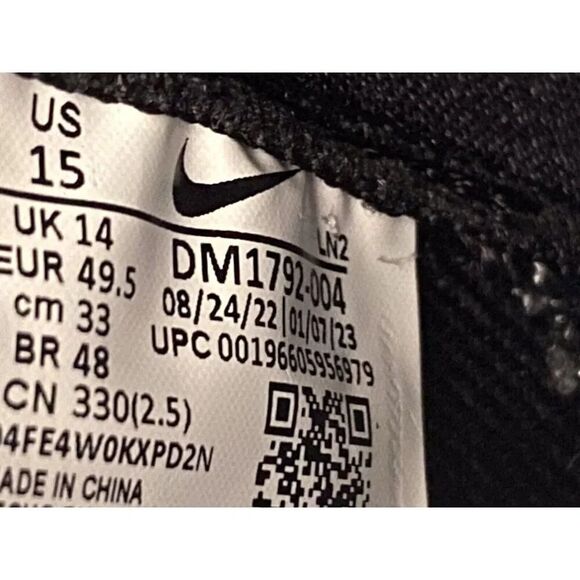 US
15
UK 14
EUR 49.5
cm 33
BR 48
CN 330(2.5)
LN2
DM1792-004
08/24/22|01/07/23
UPC 00196605956979
04FE4W0KXPD2N
MADE IN CHINA